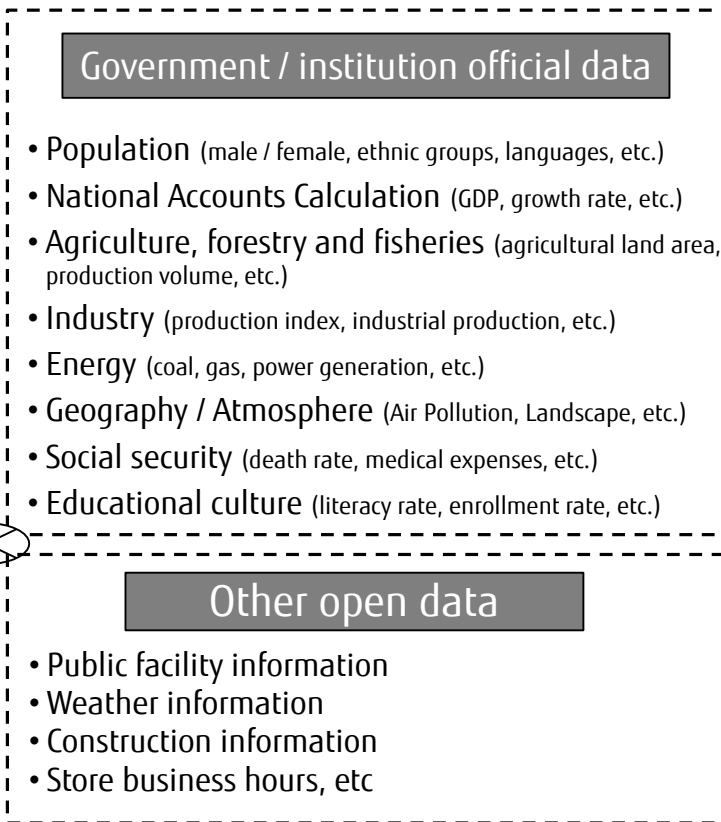 Government / institution official data
• Population (male / female, ethnic groups, languages, etc.)
• National Accounts Calculation (GDP, growth rate, etc.)
• Agriculture, forestry and fisheries (agricultural land area,
production volume, etc.)
• Industry (production index, industrial production, etc.)
• Energy (coal, gas, power generation, etc.)
• Geography / Atmosphere (Air Pollution, Landscape, etc.)
• Social security (death rate, medical expenses, etc.)
• Educational culture (literacy rate, enrollment rate, etc.)
Other open data
• Public facility information
• Weather information
• Construction information
• Store business hours, etc